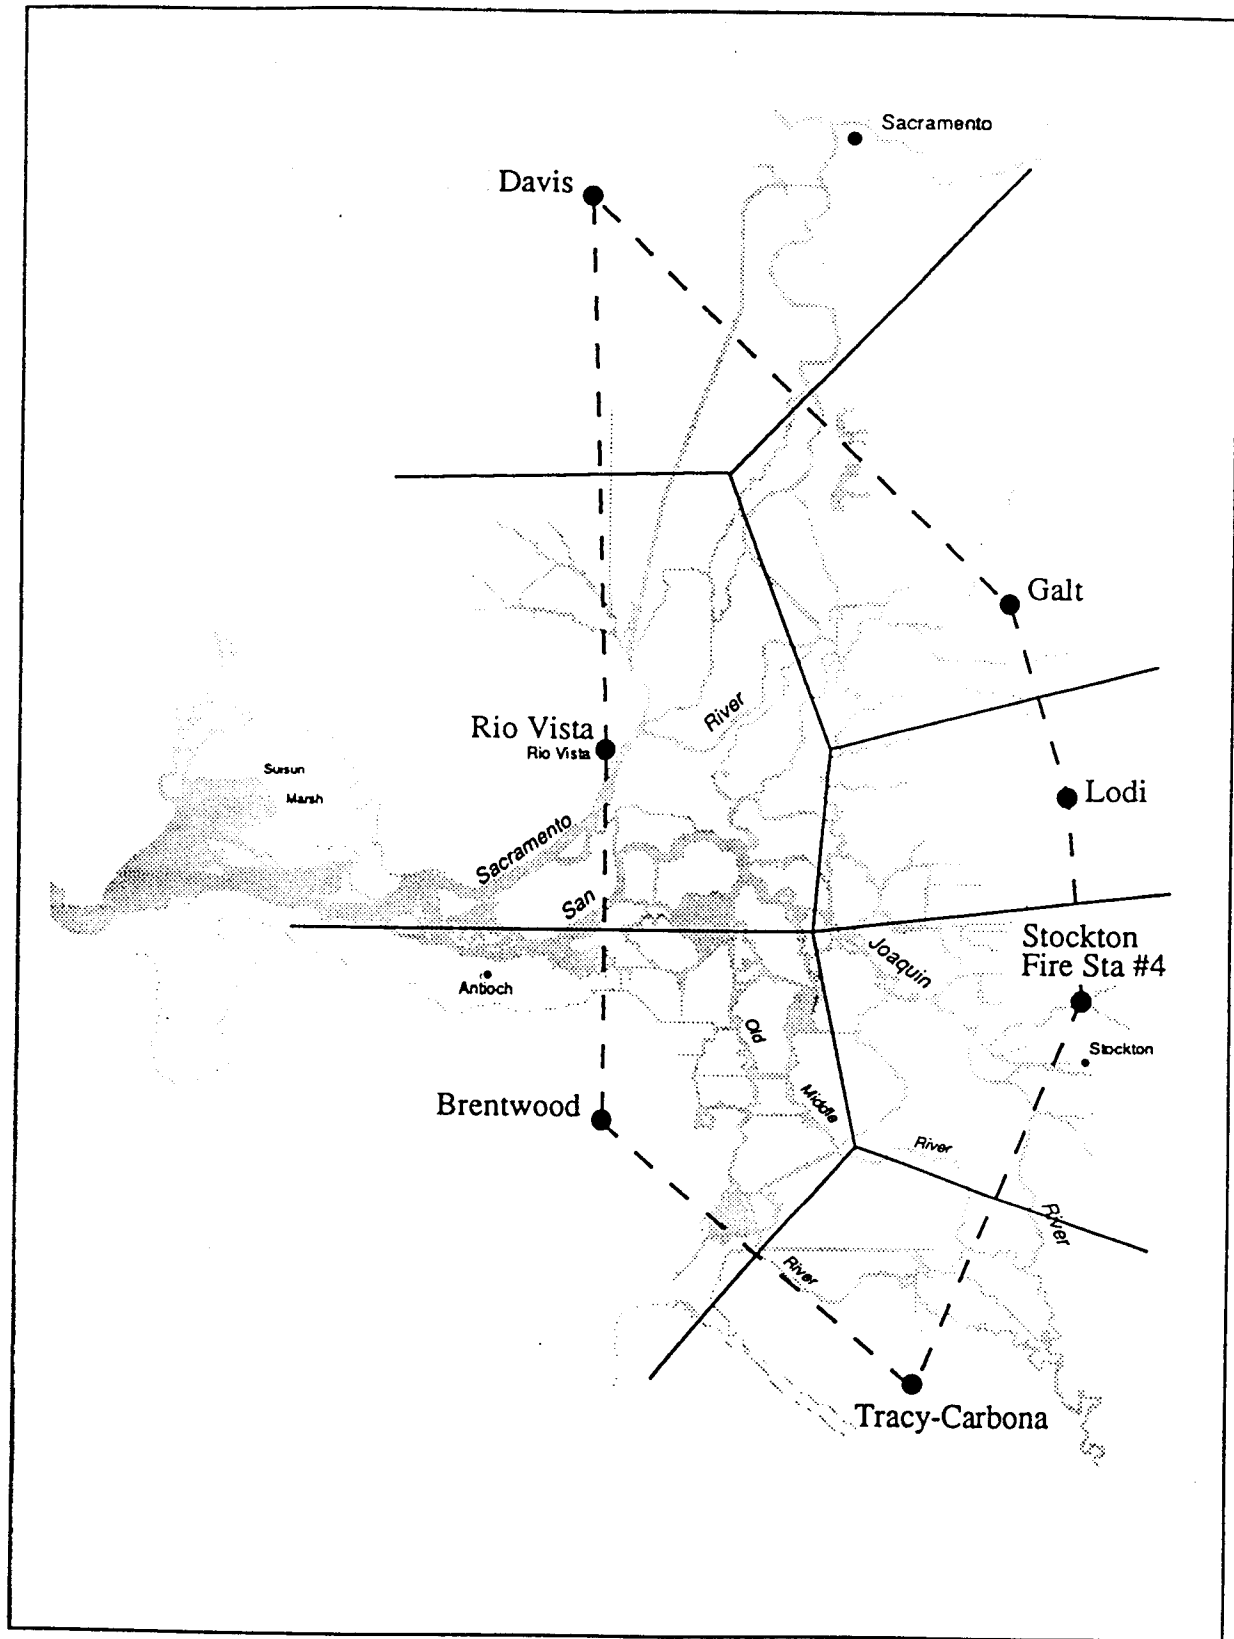 Sacramento
Davis
Galt
River
Rio Vista
Rio Vista
Suisun
Marsh
Lodi
Sacramento
San
Stockton
Fire Sta #4
Joaquin
Antioch
Old
Stockton
Brentwood
Middle
River
River
River
Tracy-Carbona